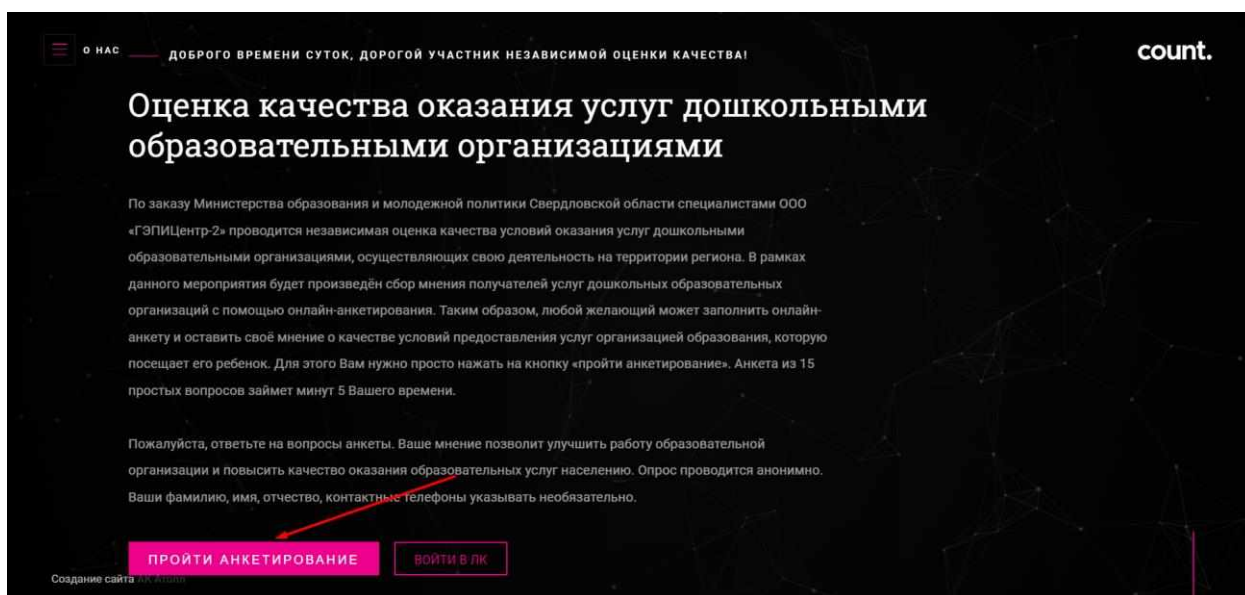 О НАС
ДОБРОГО ВРЕМЕНИ СУТОК, ДОРОГОЙ УЧАСТНИК НЕЗАВИСИМОЙ ОЦЕНКИ КАЧЕСТВА!
count.
Оценка качества оказания услуг дошкольными
образовательными организациями
По заказу Министерства образования и молодежной политики Свердловской области специалистами ООО
«ГЭПИЦентр-2» проводится независимая оценка качества условий оказания услуг дошкольными
образовательными организациями, осуществляющих свою деятельность на территории региона. В рамках
данного мероприятия будет произведён сбор мнения получателей услуг дошкольных образовательных
организаций с помощью онлайн-анкетирования. Таким образом, любой желающий может заполнить онлайн-
анкету и оставить своё мнение о качестве условий предоставления услуг организацией образования, которую
посещает его ребенок. Для этого Вам нужно просто нажать на кнопку «пройти анкетирование». Анкета из 15
простых вопросов займет минут 5 Вашего времени.
Пожалуйста, ответьте на вопросы анкеты. Ваше мнение позволит улучшить работу образовательной
организации и повысить качество оказания образовательных услуг населению. Опрос проводится анонимно.
Ваши фамилию, имя, отчество, контактные телефоны указывать необязательно.
ПРОЙТИ АНКЕТИРОВАНИЕ
ВОЙТИ В ЛК
Создание сайта АК Атолл